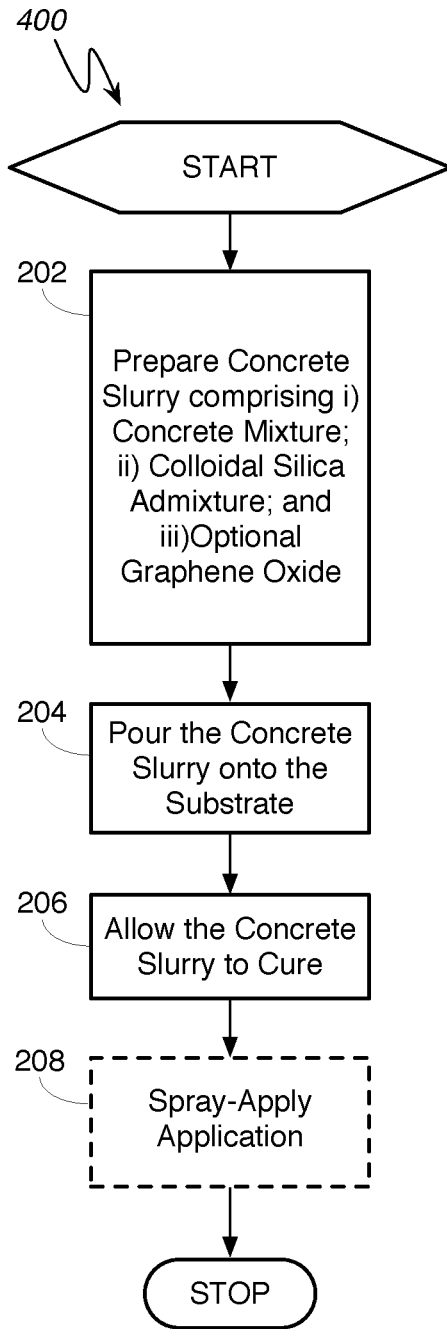 400
START
202
Prepare Concrete
Slurry comprising i)
Concrete Mixture;
ii) Colloidal Silica
Admixture; and
iii)Optional
Graphene Oxide
204
Pour the Concrete
Slurry onto the
Substrate
206
Allow the Concrete
Slurry to Cure
208
Spray-Apply
Application
STOP